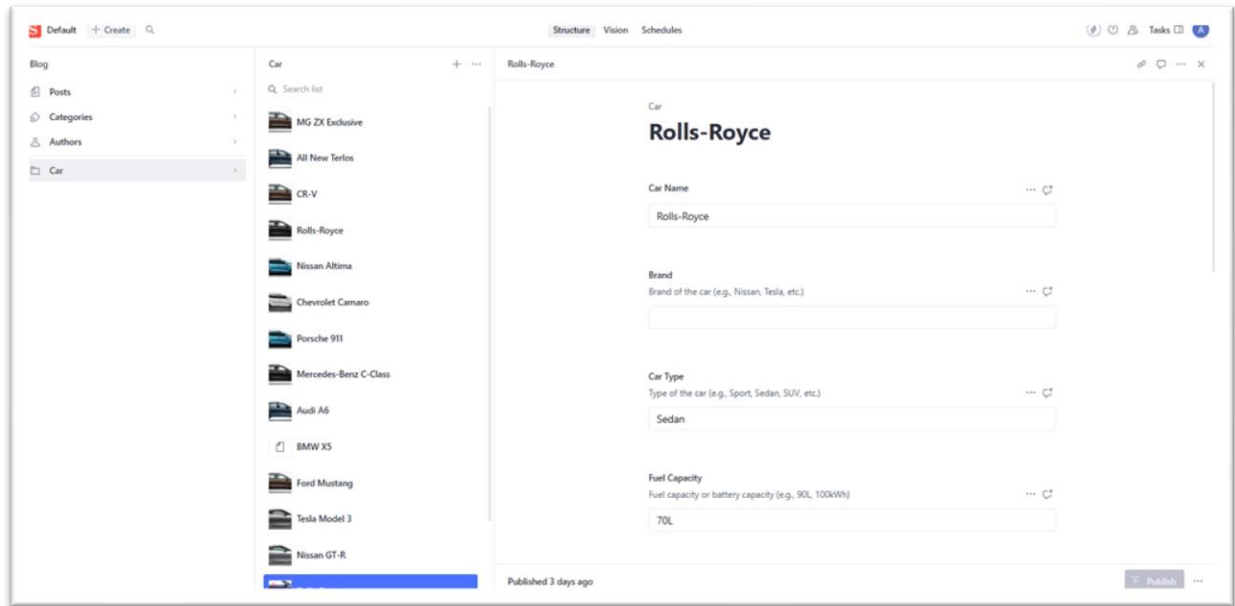 Default
Create
Structure
Vision
Schedules
Tasks
A
Blog
Posts
Categories
Authors
Car
Car
Search list
MG ZX Exclusive
All New Terlos
CR-V
Rolls-Royce
Nissan Altima
Chevrolet Camaro
Porsche 911
Mercedes-Benz C-Class
Audi A6
BMW X5
Ford Mustang
Tesla Model 3
Nissan GT-R
Rolls-Royce
Car
Rolls-Royce
Car Name
Rolls-Royce
Brand
Brand of the car (e.g., Nissan, Tesla, etc.)
Car Type
Type of the car (e.g., Sport, Sedan, SUV, etc.)
Sedan
Fuel Capacity
Fuel capacity or battery capacity (e.g., 90L, 100kWh)
70L
Published 3 days ago
Publish